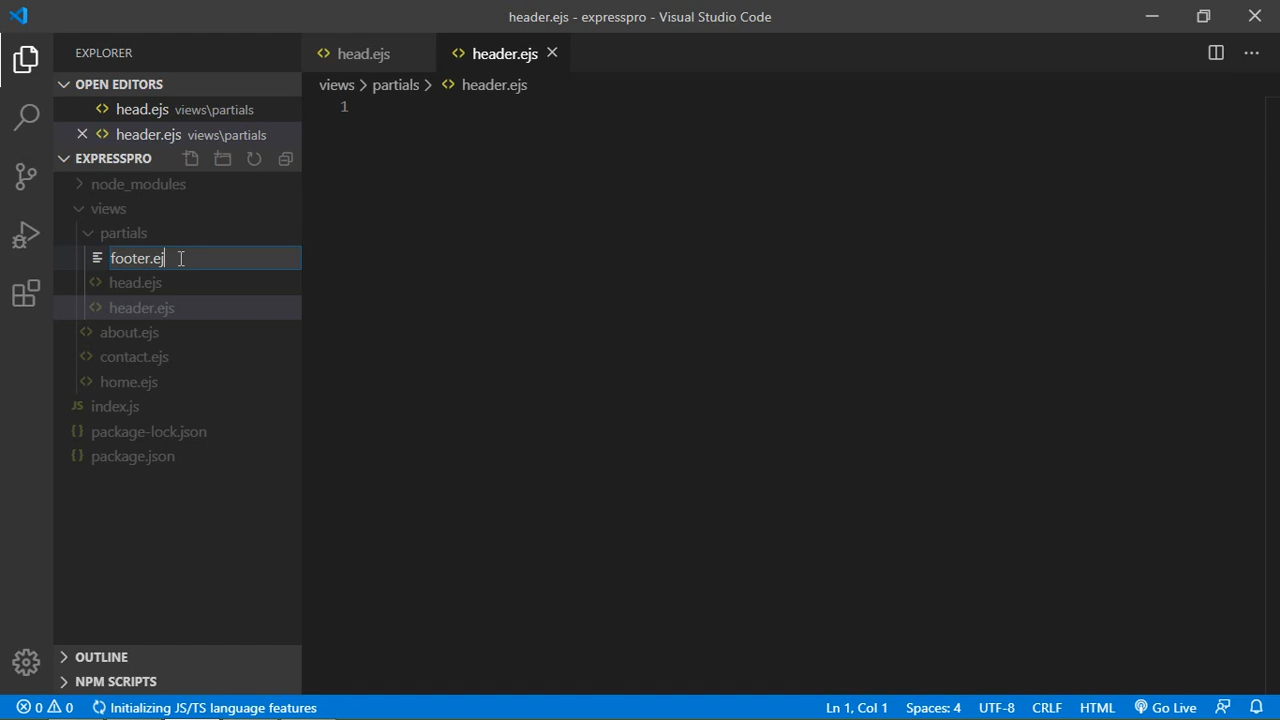 header.ejs - expresspro - Visual Studio Code
EXPLORER
OPEN EDITORS
head.ejs views\partials
header.ejs views\partials
EXPRESSPRO
node_modules
views
partials
footer.ej
head.ejs
header.ejs
about.ejs
contact.ejs
home.ejs
JS index.js
{} package-lock.json
{} package.json
OUTLINE
NPM SCRIPTS
head.ejs header.ejs
views > partials > header.ejs
1
0 0 Initializing JS/TS language features
Ln 1, Col 1 Spaces: 4 UTF-8 CRLF HTML Go Live